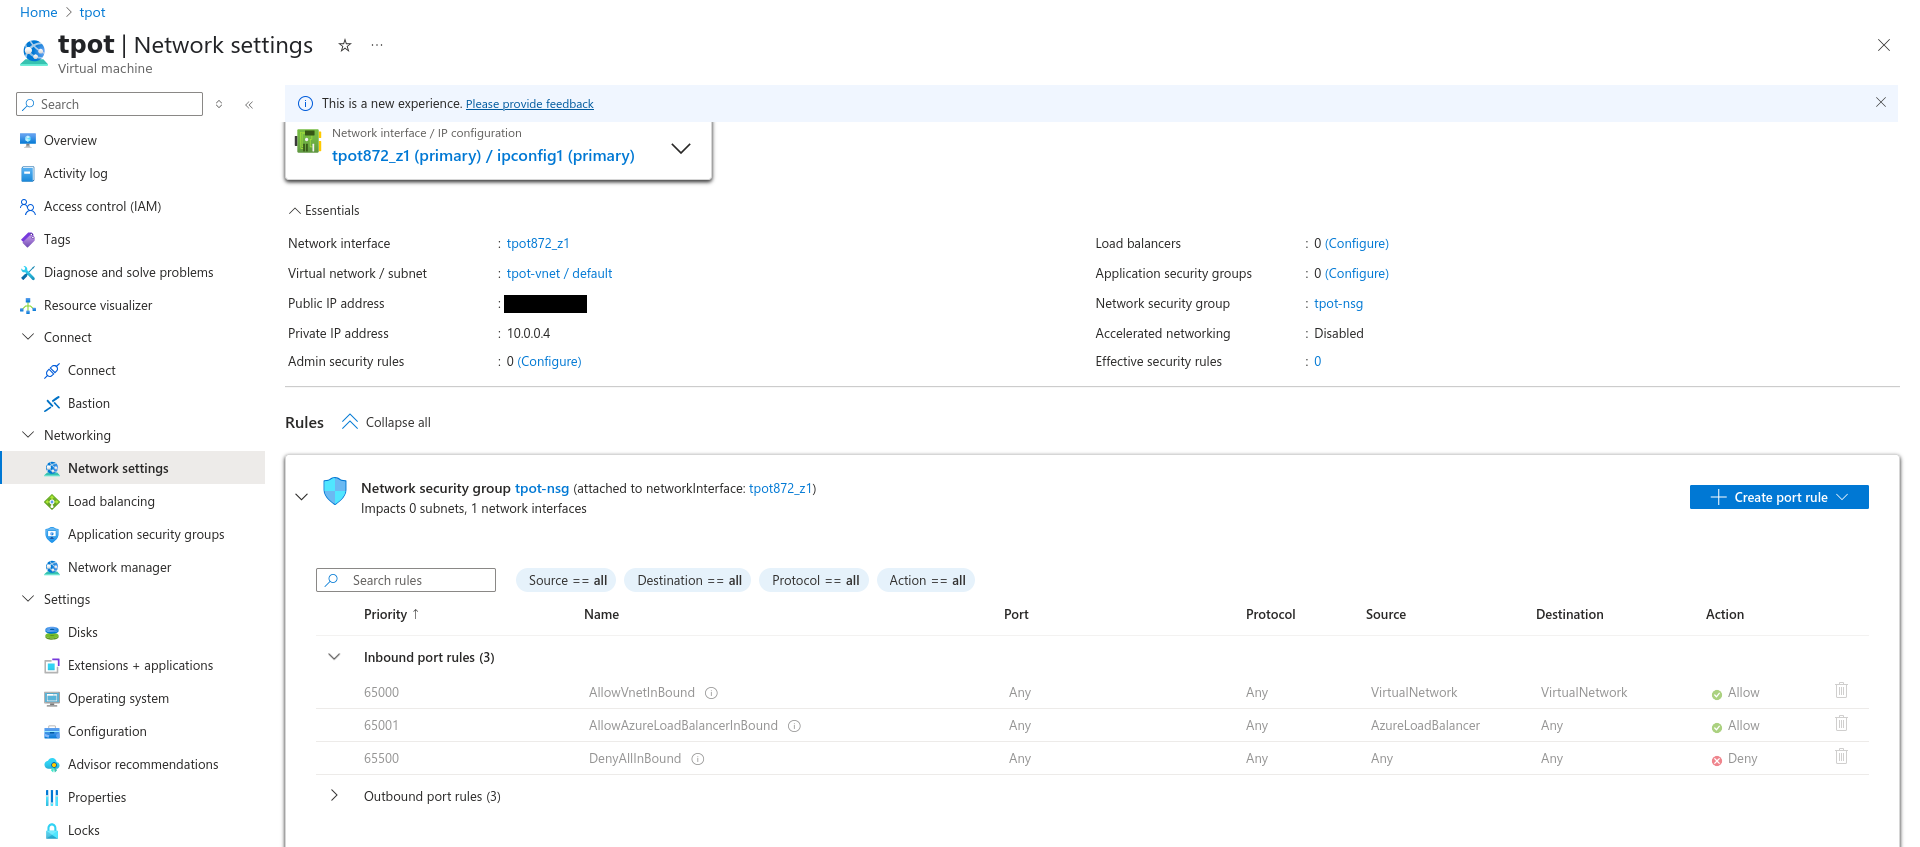 Home > tpot
tpot | Network settings
Virtual machine
Search
Overview
Activity log
Access control (IAM)
Tags
Diagnose and solve problems
Resource visualizer
Connect
Connect
Bastion
Networking
Network settings
Load balancing
Application security groups
Network manager
Settings
Disks
Extensions + applications
Operating system
Configuration
Advisor recommendations
Properties
Locks
This is a new experience. Please provide feedback
Network interface / IP configuration
tpot872_z1 (primary) / ipconfig1 (primary)
Essentials
Network interface : tpot872_z1
Virtual network / subnet : tpot-vnet / default
Public IP address :
Private IP address : 10.0.0.4
Admin security rules : 0 (Configure)
Load balancers : 0 (Configure)
Application security groups : 0 (Configure)
Network security group : tpot-nsg
Accelerated networking : Disabled
Effective security rules : 0
Rules Collapse all
Network security group tpot-nsg (attached to networkInterface: tpot872_z1)
Impacts 0 subnets, 1 network interfaces
Create port rule
Search rules Source == all Destination == all Protocol == all Action == all
Priority ↑ Name Port Protocol Source Destination Action
Inbound port rules (3)
65000 AllowVnetInBound Any Any VirtualNetwork VirtualNetwork Allow
65001 AllowAzureLoadBalancerInBound Any Any AzureLoadBalancer Any Allow
65500 DenyAllInBound Any Any Any Any Deny
Outbound port rules (3)